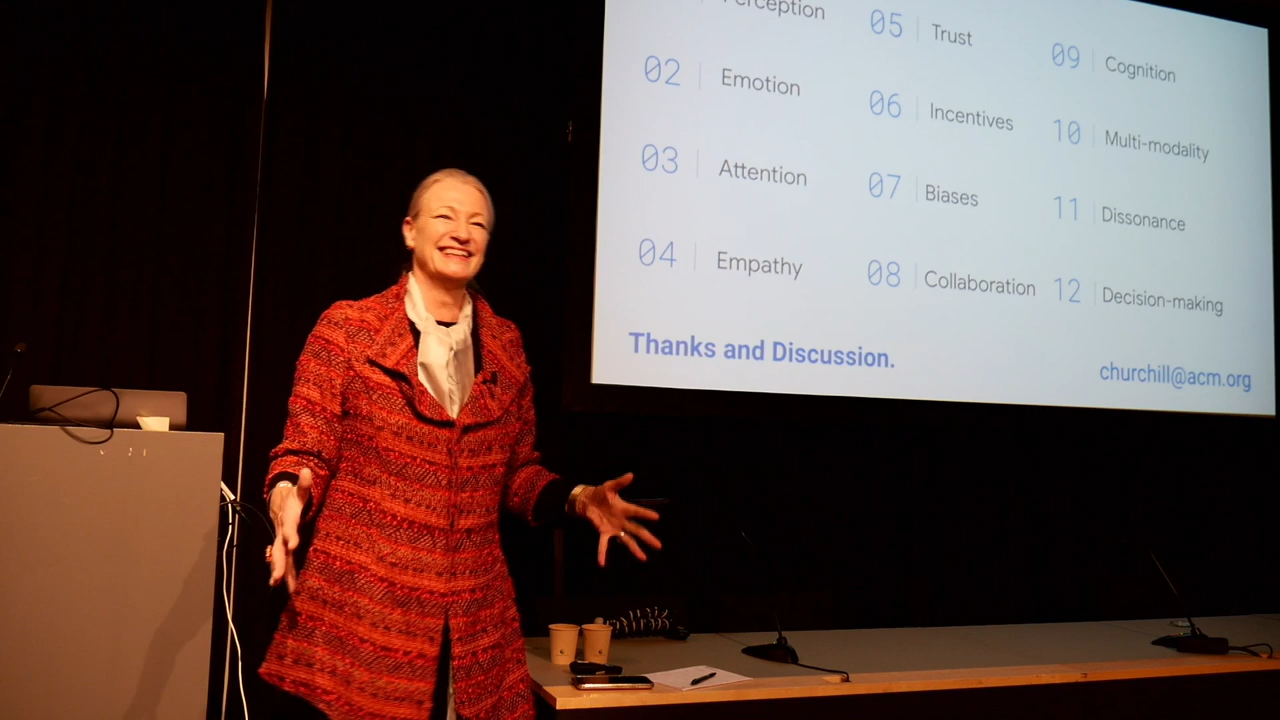 Perception
02 Emotion
03 Attention
04 Empathy
05 Trust
06 Incentives
07 Biases
08 Collaboration
09 Cognition
10 Multi-modality
11 Dissonance
12 Decision-making
Thanks and Discussion.
churchill@acm.org